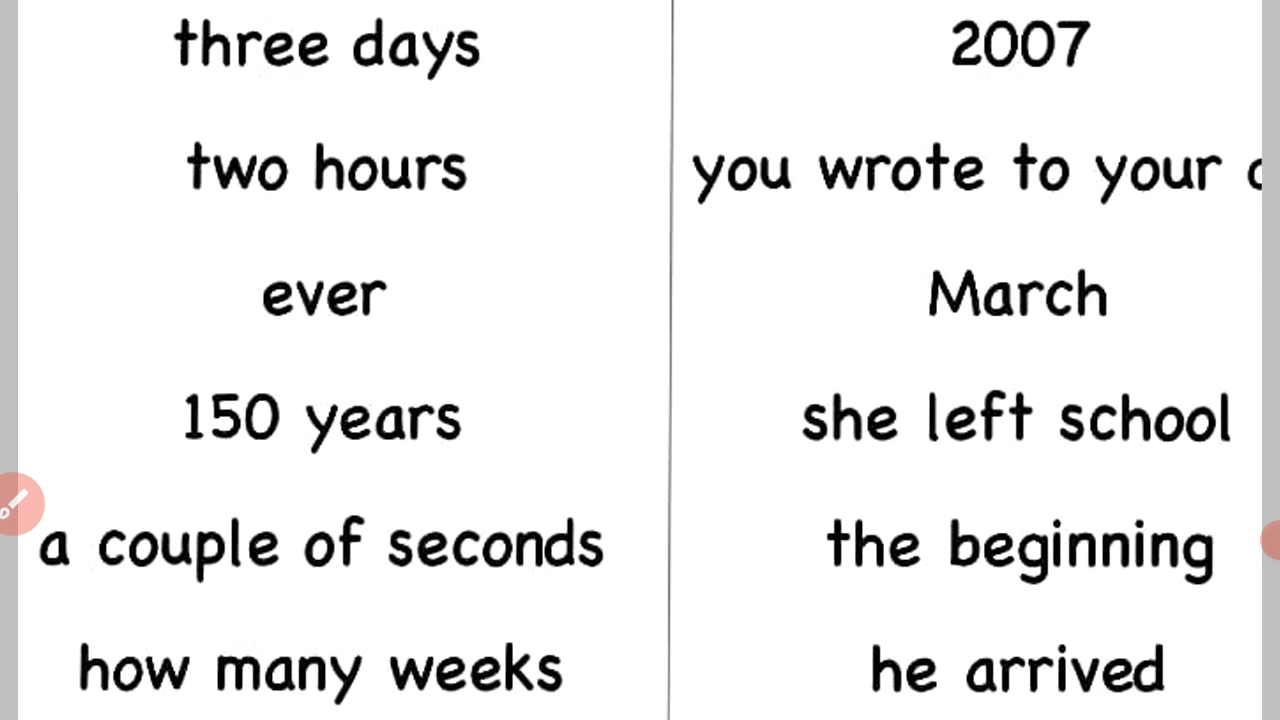 three days
two hours
ever
150 years
a couple of seconds
how many weeks
2007
you wrote to your
March
she left school
the beginning
he arrived